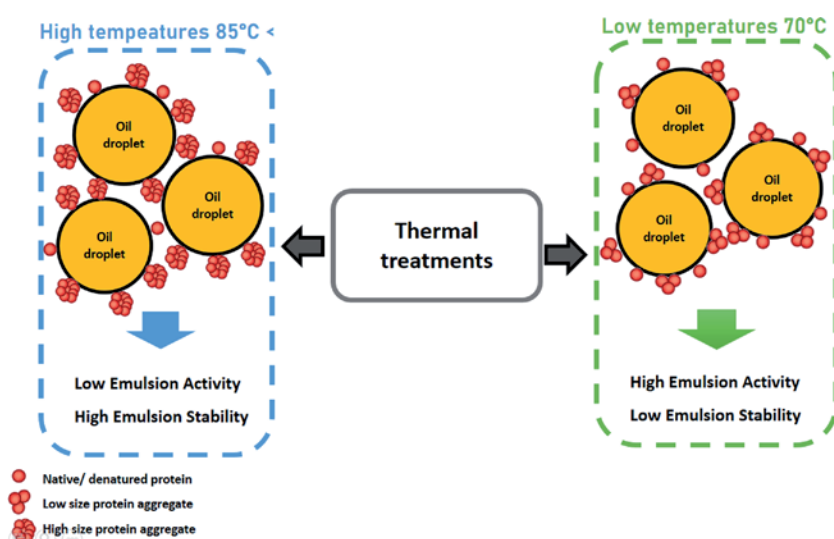 High tempeatures 85°C <
Low temperatures 70°C
Oil
droplet
Oil
droplet
Oil
droplet
Oil
droplet
Oil
droplet
Oil
droplet
Thermal
treatments
Low Emulsion Activity
High Emulsion Stability
High Emulsion Activity
Low Emulsion Stability
Native/ denatured protein
Low size protein aggregate
High size protein aggregate